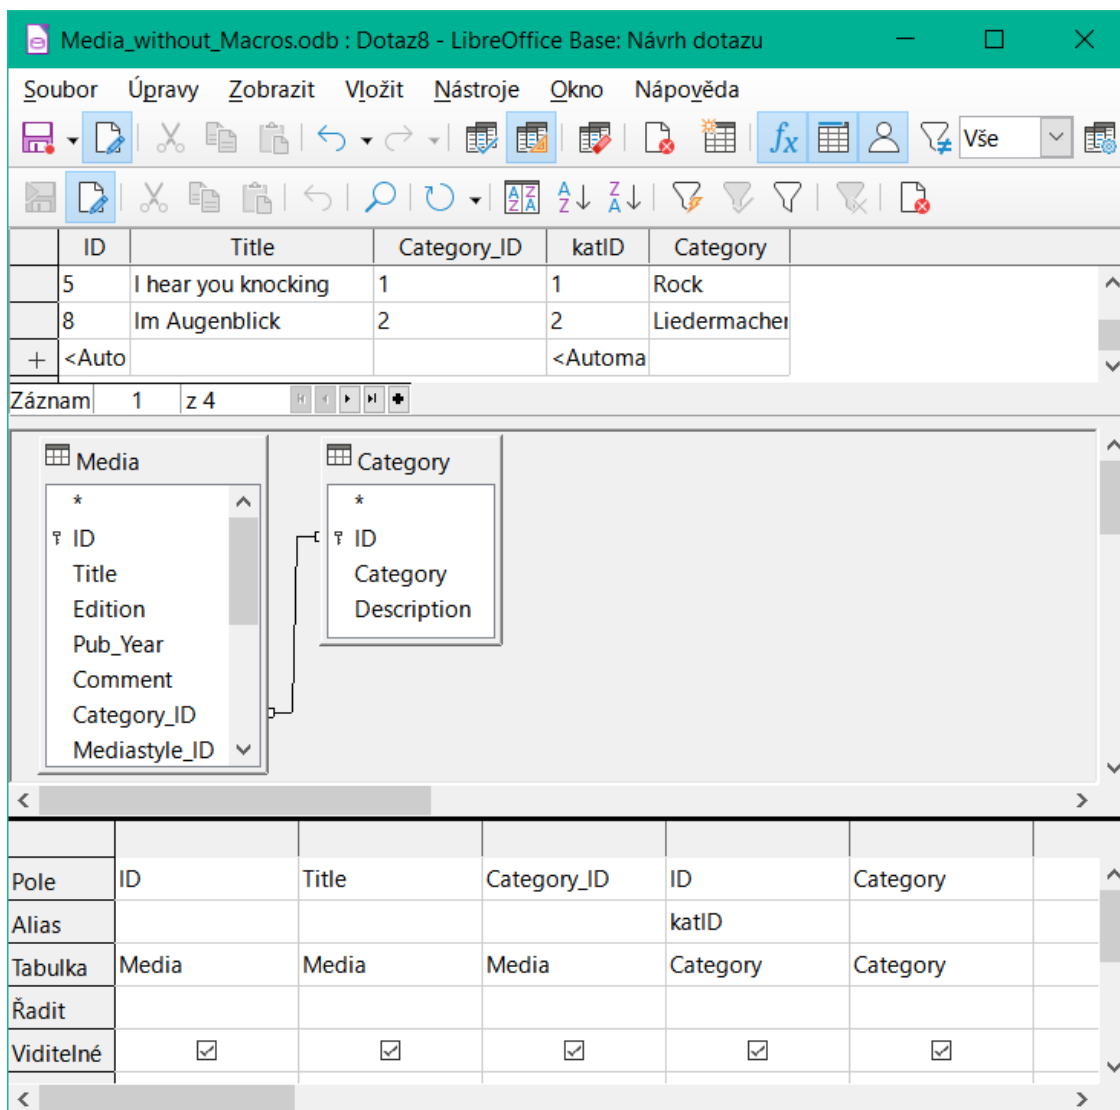 Media_without_Macros.odb : Dotaz8 - LibreOffice Base: Návrh dotazu
Soubor Úpravy Zobrazit Vložit Nástroje Okno Nápověda
fx Vše
ID Title Category_ID katID Category
5 I hear you knocking 1 1 Rock
8 Im Augenblick 2 2 Liedermacher
<Auto <Automa
Záznam 1 z 4
Media Category
* *
ID ID
Title Category
Edition Description
Pub_Year
Comment
Category_ID
Mediastyle_ID
Pole ID Title Category_ID ID Category
Alias katID
Tabulka Media Media Media Category Category
Řadit
Viditelné